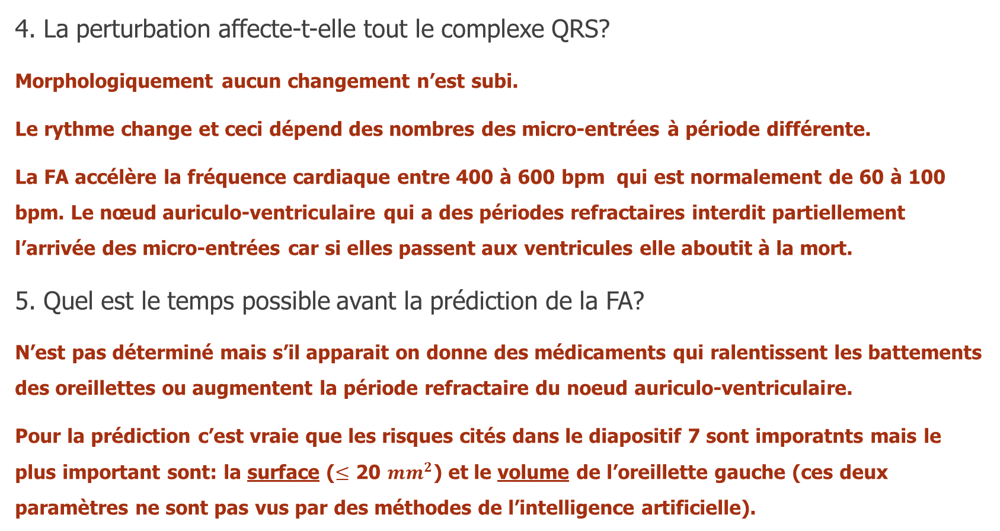 4. La perturbation affecte-t-elle tout le complexe QRS?
Morphologiquement aucun changement n’est subi.
Le rythme change et ceci dépend des nombres des micro-entrées à période différente.
La FA accélère la fréquence cardiaque entre 400 à 600 bpm qui est normalement de 60 à 100
bpm. Le nœud auriculo-ventriculaire qui a des périodes refractaires interdit partiellement
l’arrivée des micro-entrées car si elles passent aux ventricules elle aboutit à la mort.
5. Quel est le temps possible avant la prédiction de la FA?
N’est pas déterminé mais s’il apparait on donne des médicaments qui ralentissent les battements
des oreillettes ou augmentent la période refractaire du noeud auriculo-ventriculaire.
Pour la prédiction c’est vraie que les risques cités dans le diapositif 7 sont imporatnts mais le
plus important sont: la surface (≤ 20 mm²) et le volume de l’oreillette gauche (ces deux
paramètres ne sont pas vus par des méthodes de l’intelligence artificielle).